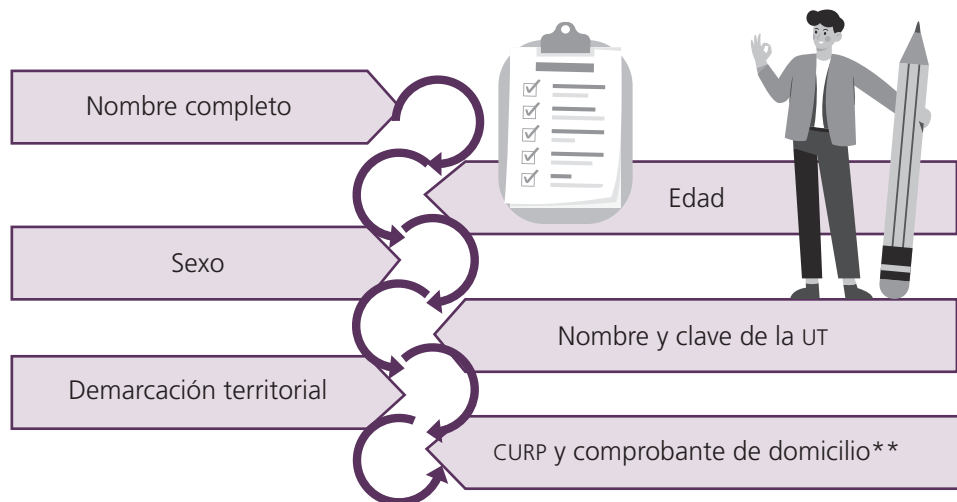 Nombre completo
Edad
Sexo
Nombre y clave de la UT
Demarcación territorial
CURP y comprobante de domicilio**